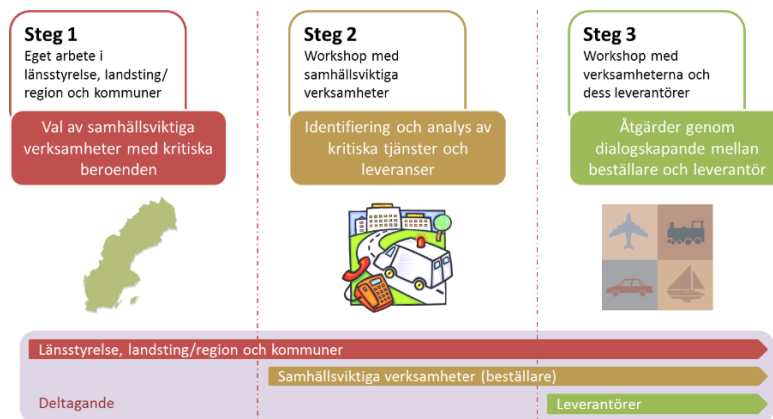 Steg 1
Eget arbete i
länsstyrelse, landsting/
region och kommuner
Val av samhällsviktiga
verksamheter med kritiska
beroenden
Steg 2
Workshop med
samhällsviktiga
verksamheter
Identifiering och analys av
kritiska tjänster och
leveranser
Steg 3
Workshop med
verksamheterna och
dess leverantörer
Åtgärder genom
dialogskapande mellan
beställare och leverantör
Länsstyrelse, landsting/region och kommuner
Samhällsviktiga verksamheter (beställare)
Deltagande
Leverantörer